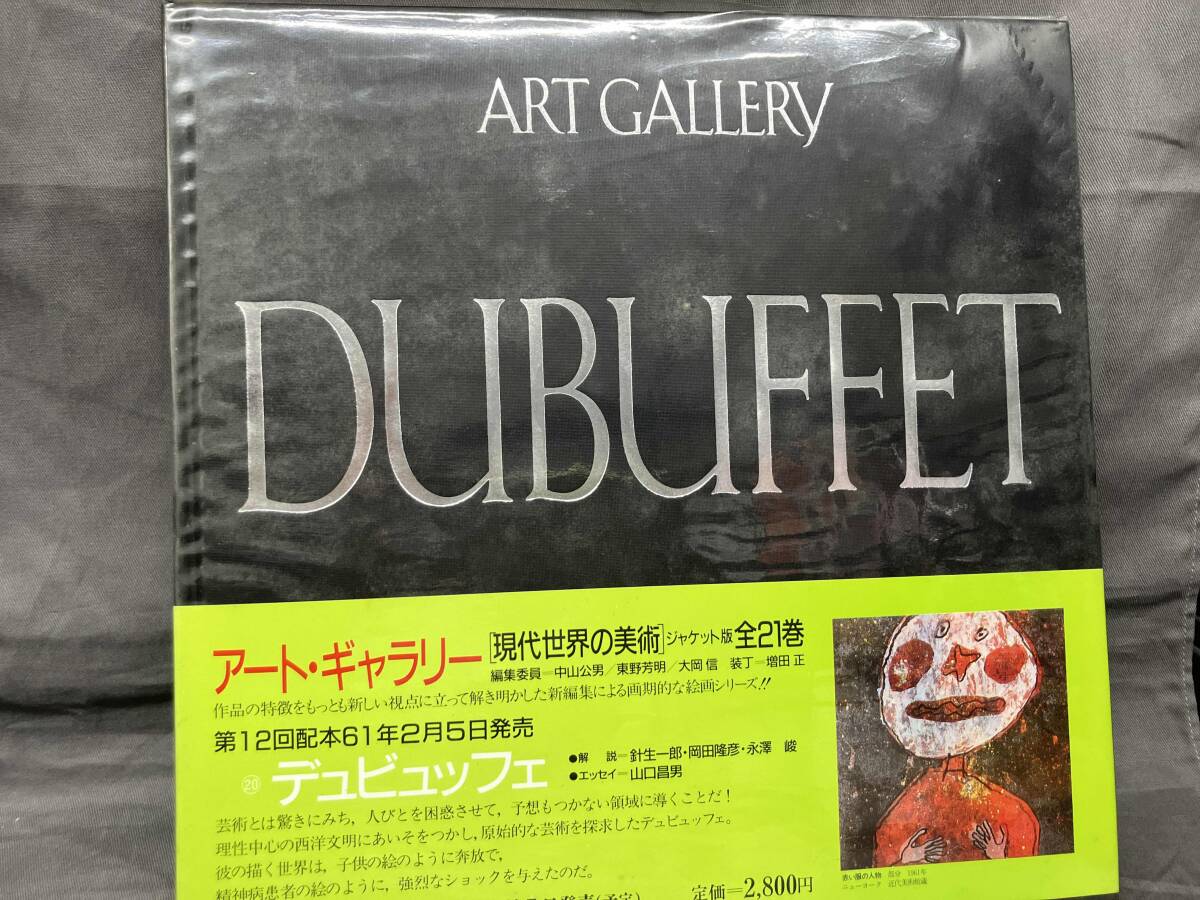 ART GALLERY
DUBUFFET
アート・ギャラリー[現代世界の美術]ジャケット版 全21巻
編集委員=中山公男/東野芳明/大岡 信 装丁=増田 正
作品の特徴をもっとも新しい視点に立って解き明かした新編集による画期的な絵画シリーズ!!
第12回配本61年2月5日発売
⑳ デュビュッフェ
●解 説=針生一郎・岡田隆彦・永澤 峻
●エッセイ=山口昌男
芸術とは驚きにみち,人びとを困惑させて,予想もつかない領域に導くことだ!
理性中心の西洋文明にあいそをつかし,原始的な芸術を探求したデュビュッフェ。
彼の描く世界は,子供の絵のように奔放で,
精神病患者の絵のように,強烈なショックを与えたのだ。
発売(予定)
定価=2,800円
赤い服の人物 部分 1961年
ニューヨーク 近代美術館蔵